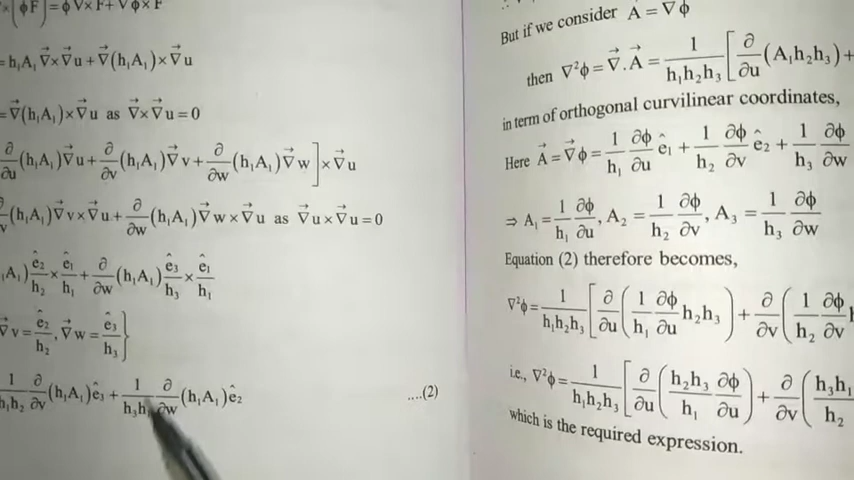 ×(ϕF)=ϕ∇×F+∇ϕ×F
=h₁A₁∇⃗×∇⃗u+∇⃗(h₁A₁)×∇⃗u
=∇⃗(h₁A₁)×∇⃗u as ∇⃗×∇⃗u=0
∂/∂u(h₁A₁)∇⃗u+∂/∂v(h₁A₁)∇⃗v+∂/∂w(h₁A₁)∇⃗w]×∇⃗u
(h₁A₁)∇⃗v×∇⃗u+∂/∂w(h₁A₁)∇⃗w×∇⃗u as ∇⃗u×∇⃗u=0
A₁)ê₂/h₂×ê₁/h₁+∂/∂w(h₁A₁)ê₃/h₃×ê₁/h₁
∇⃗v=ê₂/h₂,∇⃗w=ê₃/h₃}
1/h₁h₂ ∂/∂v(h₁A₁)ê₃+1/h₃h₁ ∂/∂w(h₁A₁)ê₂ ....(2)
But if we consider A⃗=∇⃗ϕ
then ∇²ϕ=∇⃗.A⃗=1/h₁h₂h₃[∂/∂u(A₁h₂h₃)+
in term of orthogonal curvilinear coordinates,
Here A⃗=∇⃗ϕ=1/h₁ ∂ϕ/∂u ê₁+1/h₂ ∂ϕ/∂v ê₂+1/h₃ ∂ϕ/∂w
⇒A₁=1/h₁ ∂ϕ/∂u, A₂=1/h₂ ∂ϕ/∂v, A₃=1/h₃ ∂ϕ/∂w
Equation (2) therefore becomes,
∇²ϕ=1/h₁h₂h₃[∂/∂u(1/h₁ ∂ϕ/∂u h₂h₃)+∂/∂v(1/h₂ ∂ϕ/∂v h
i.e., ∇²ϕ=1/h₁h₂h₃[∂/∂u(h₂h₃/h₁ ∂ϕ/∂u)+∂/∂v(h₃h₁/h₂
which is the required expression.